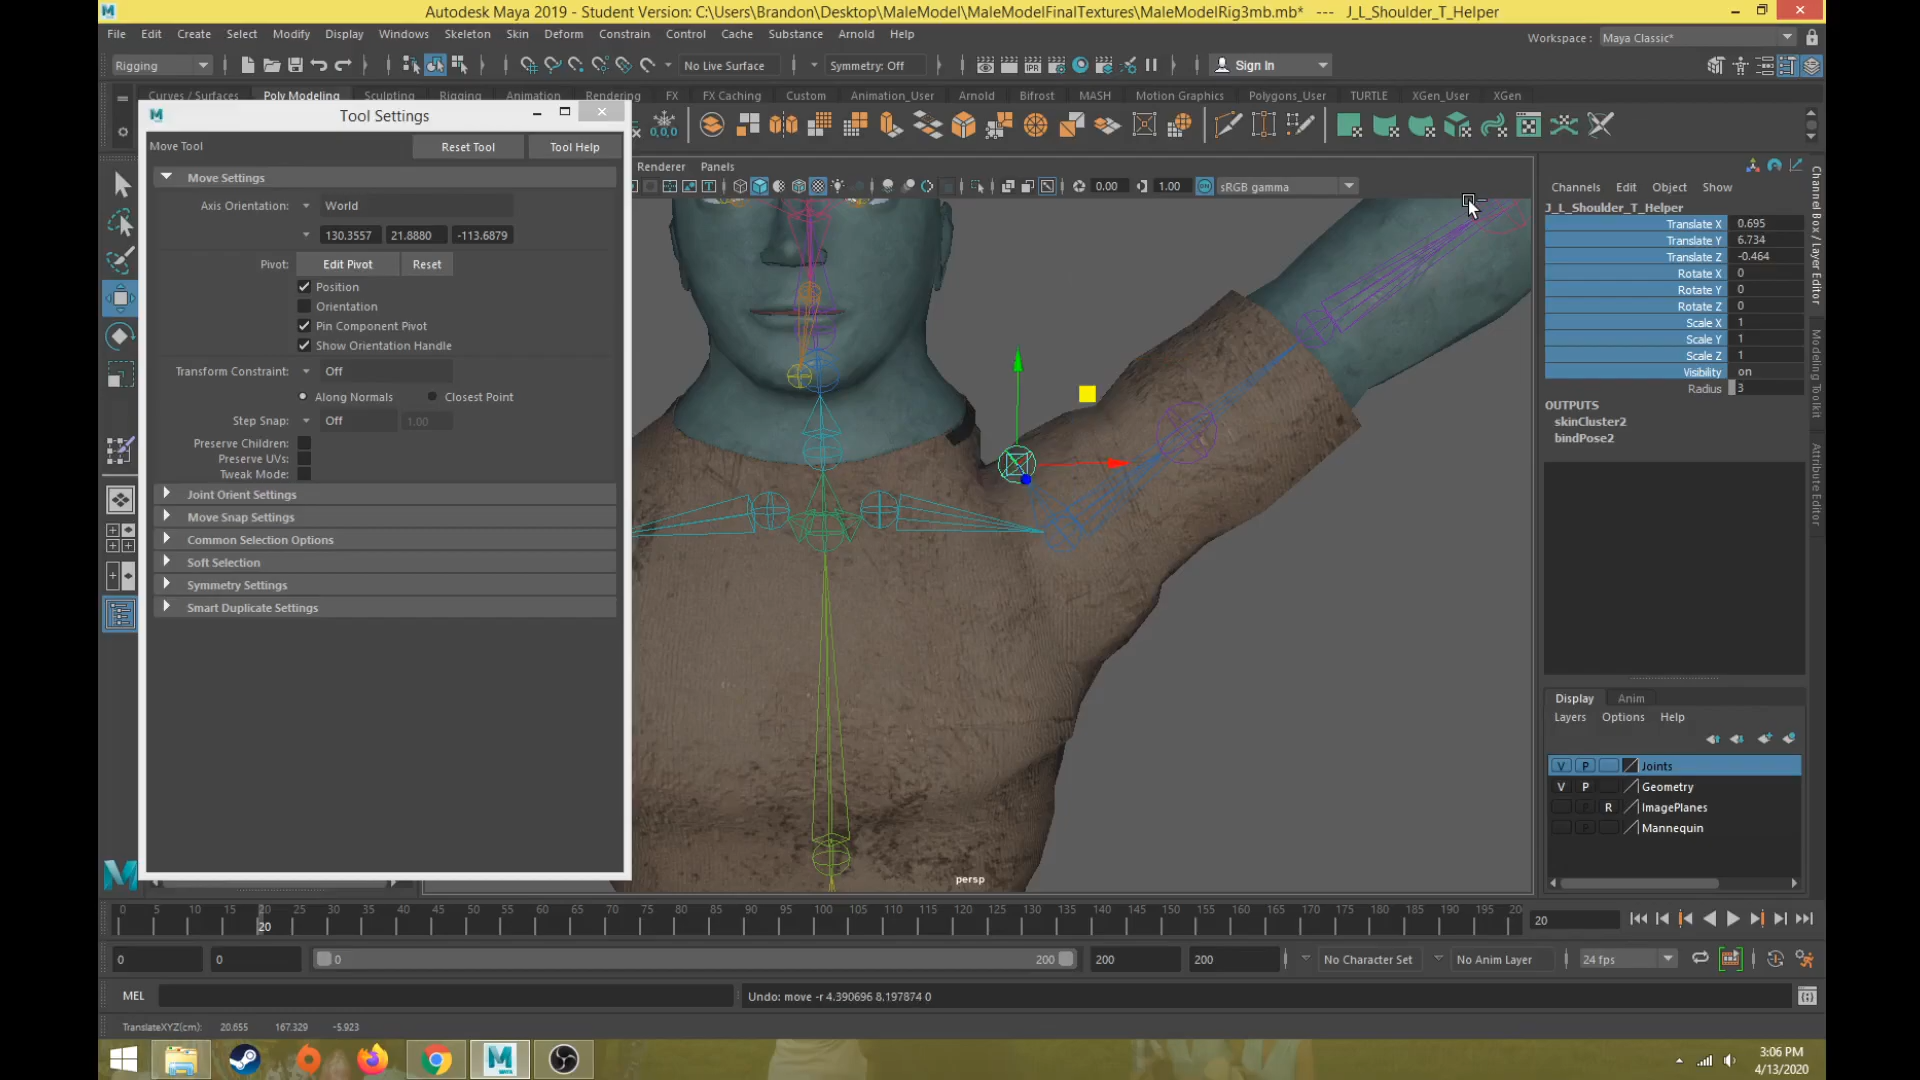 Autodesk Maya 2019 - Student Version: C:\Users\Brandon\Desktop\MaleModel\MaleModelFinalTextures\MaleModelRig3mb.mb* --- J_L_Shoulder_T_Helper
File Edit Create Select Modify Display Windows Skeleton Skin Deform Constrain Control Cache Substance Arnold Help
Workspace : Maya Classic*
Rigging No Live Surface Symmetry: Off Sign In
Curves / Surfaces Poly Modeling Sculpting Rigging Animation Rendering FX FX Caching Custom Animation_User Arnold Bifrost MASH Motion Graphics Polygons_User TURTLE XGen_User XGen
Tool Settings
Move Tool Reset Tool Tool Help
Move Settings
Axis Orientation: World
130.3557 21.8880 -113.6879
Pivot: Edit Pivot Reset
Position
Orientation
Pin Component Pivot
Show Orientation Handle
Transform Constraint: Off
Along Normals Closest Point
Step Snap: Off 1.00
Preserve Children:
Preserve UVs:
Tweak Mode:
Joint Orient Settings
Move Snap Settings
Common Selection Options
Soft Selection
Symmetry Settings
Smart Duplicate Settings
0,0,0
IPR
Renderer Panels
0.00 1.00 sRGB gamma
persp
Channels Edit Object Show
J_L_Shoulder_T_Helper
Translate X 0.695
Translate Y 6.734
Translate Z -0.464
Rotate X 0
Rotate Y 0
Rotate Z 0
Scale X 1
Scale Y 1
Scale Z 1
Visibility on
Radius 3
OUTPUTS
skinCluster2
bindPose2
Channel Box / Layer Editor
Modeling Toolkit
Attribute Editor
Display Anim
Layers Options Help
V P Joints
V P Geometry
P R ImagePlanes
P Mannequin
0 5 10 15 20 25 30 35 40 45 50 55 60 65 70 75 80 85 90 95 100 105 110 115 120 125 130 135 140 145 150 155 160 165 170 175 180 185 190 195 20
20
20
0 0 0 200 200 200 No Character Set No Anim Layer 24 fps
MEL Undo: move -r 4.390696 8.197874 0
TranslateXYZ(cm): 20.655 167.329 -5.923
3:06 PM
4/13/2020